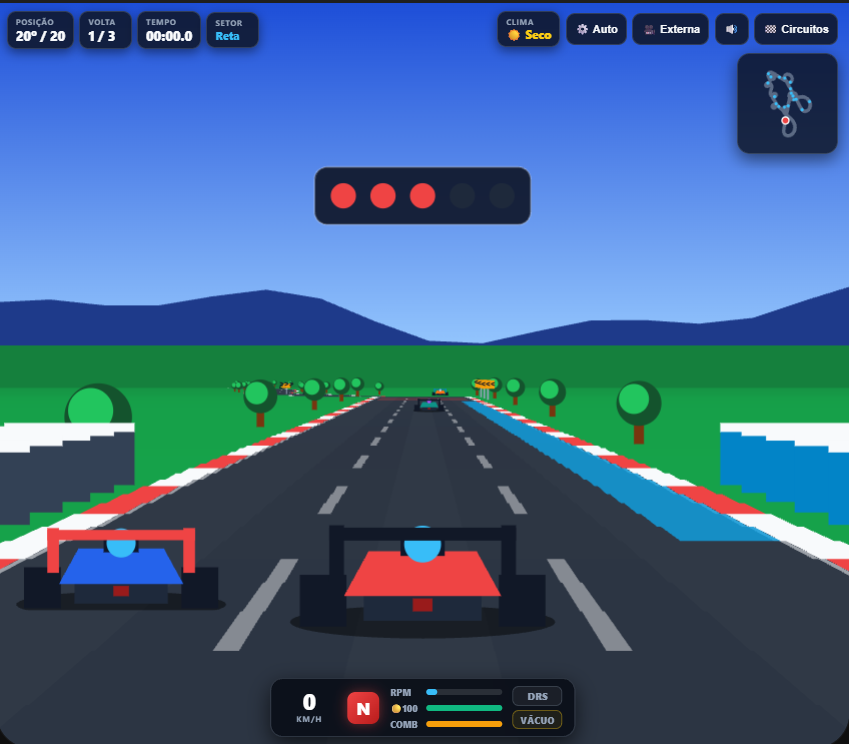 POSIÇÃO
20º / 20
VOLTA
1 / 3
TEMPO
00:00.0
SETOR
Reta
CLIMA
Seco
Auto
Externa
Circuitos
0
KM/H
N
RPM
100
COMB
DRS
VÁCUO